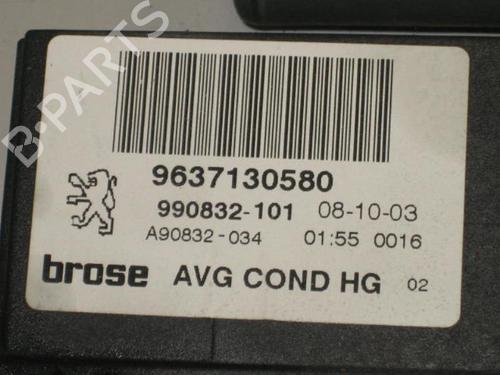 B-PARTS
9637130580
990832-101 08-10-03
A90832-034 01:55 0016
brose AVG COND HG 02